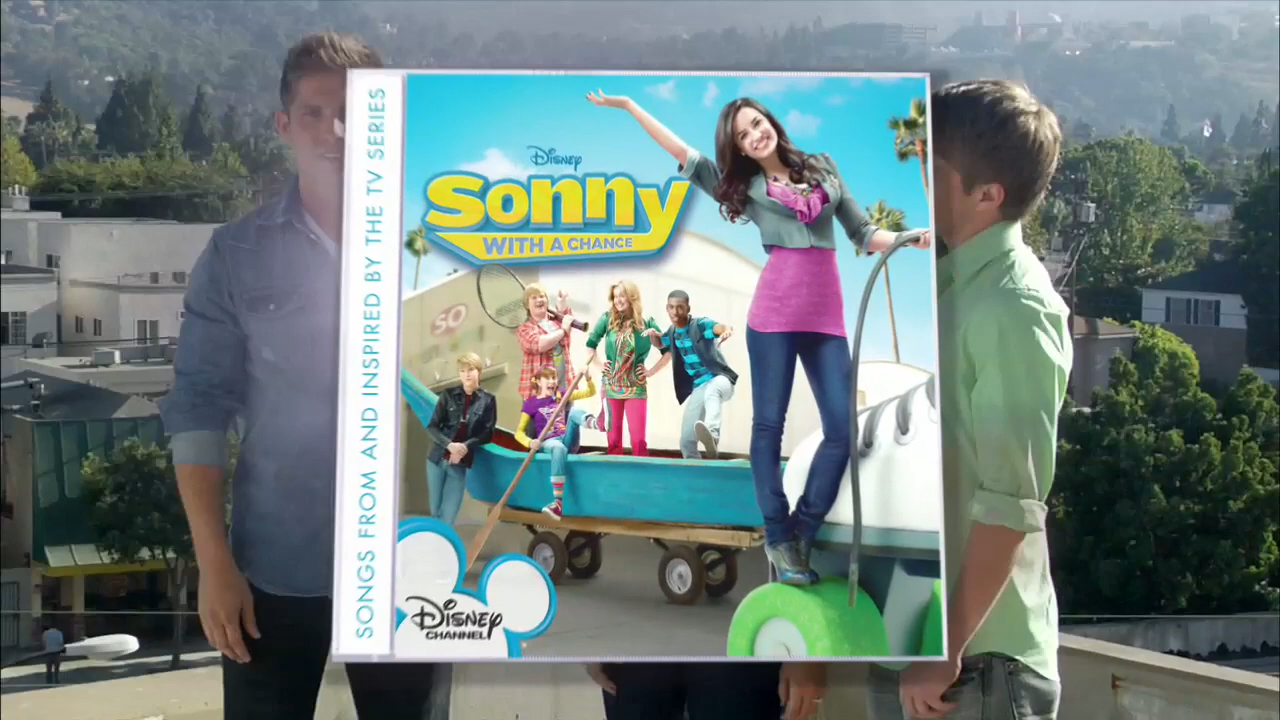 SONGS FROM AND INSPIRED BY THE TV SERIES
Disney
Sonny
WITH A CHANCE
SO
Disney
CHANNEL